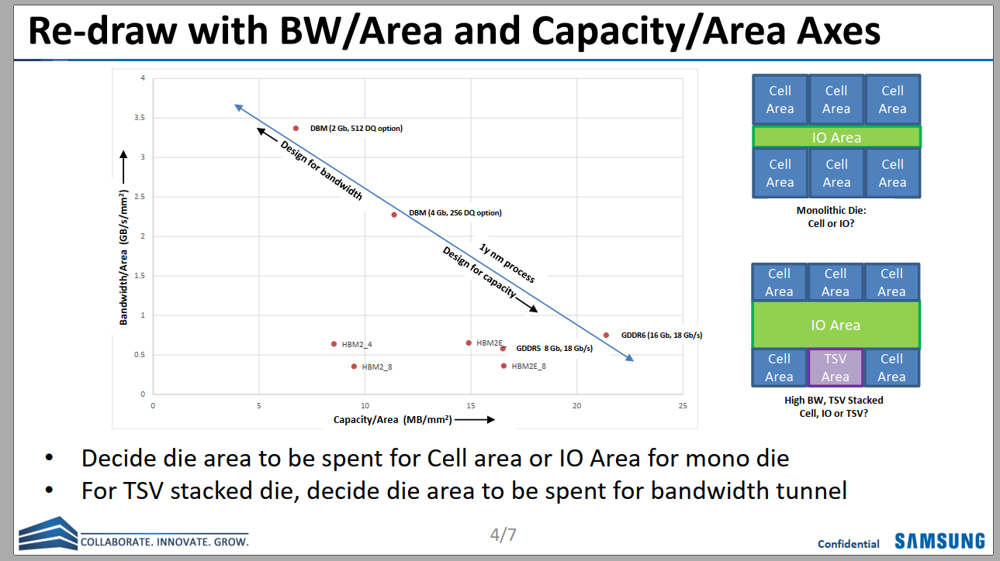 Re-draw with BW/Area and Capacity/Area Axes
4
3.5
3
2.5
2
1.5
1
0.5
0
0
5
10
15
20
25
Bandwidth/Area (GB/s/mm²)
Capacity/Area (MB/mm²)
DBM (2 Gb, 512 DQ option)
Design for bandwidth
DBM (4 Gb, 256 DQ option)
1y nm process
Design for capacity
GDDR6 (16 Gb, 18 Gb/s)
HBM2_4
HBM2E_
GDDR5 8 Gb, 18 Gb/s)
HBM2_8
HBM2E_8
Cell Area
Cell Area
Cell Area
IO Area
Cell Area
Cell Area
Cell Area
Monolithic Die:
Cell or IO?
Cell Area
Cell Area
Cell Area
IO Area
Cell Area
TSV Area
Cell Area
High BW, TSV Stacked
Cell, IO or TSV?
• Decide die area to be spent for Cell area or IO Area for mono die
• For TSV stacked die, decide die area to be spent for bandwidth tunnel
COLLABORATE. INNOVATE. GROW.
4/7
Confidential
SAMSUNG